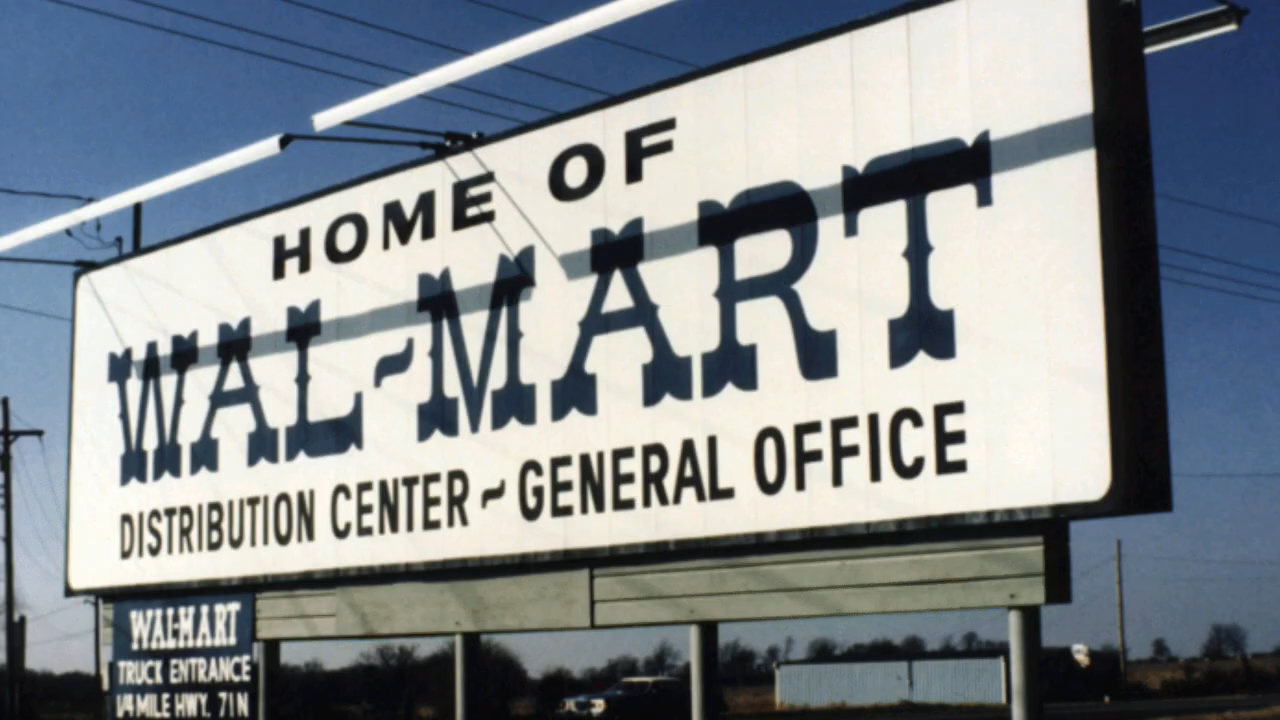 HOME OF
WAL-MART
DISTRIBUTION CENTER ~ GENERAL OFFICE
WAL-MART
TRUCK ENTRANCE
1/4 MILE HWY. 71 N